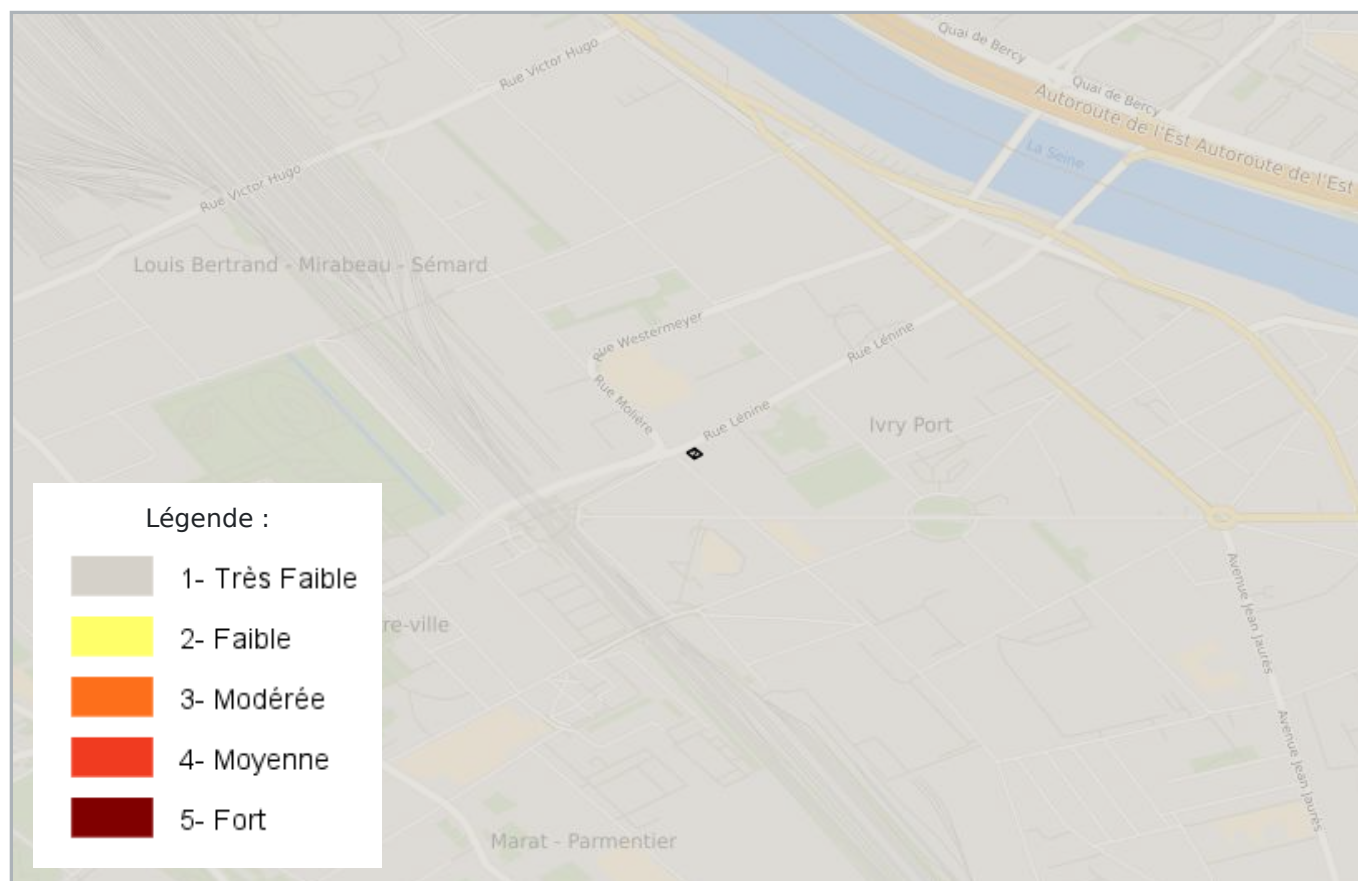 Quai de Bercy
Quai de Bercy
Rue Victor Hugo
Autoroute de l'Est Autoroute de l'Est
La Seine
Rue Victor Hugo
Louis Bertrand - Mirabeau - Sémard
Rue Westermeyer
Rue Lénine
Rue Molière
Rue Lénine
Ivry Port
Légende :
1- Très Faible
2- Faible
3- Modérée
4- Moyenne
5- Fort
re-ville
Avenue Jean Jaurès
Avenue Jean Jaurès
Marat - Parmentier